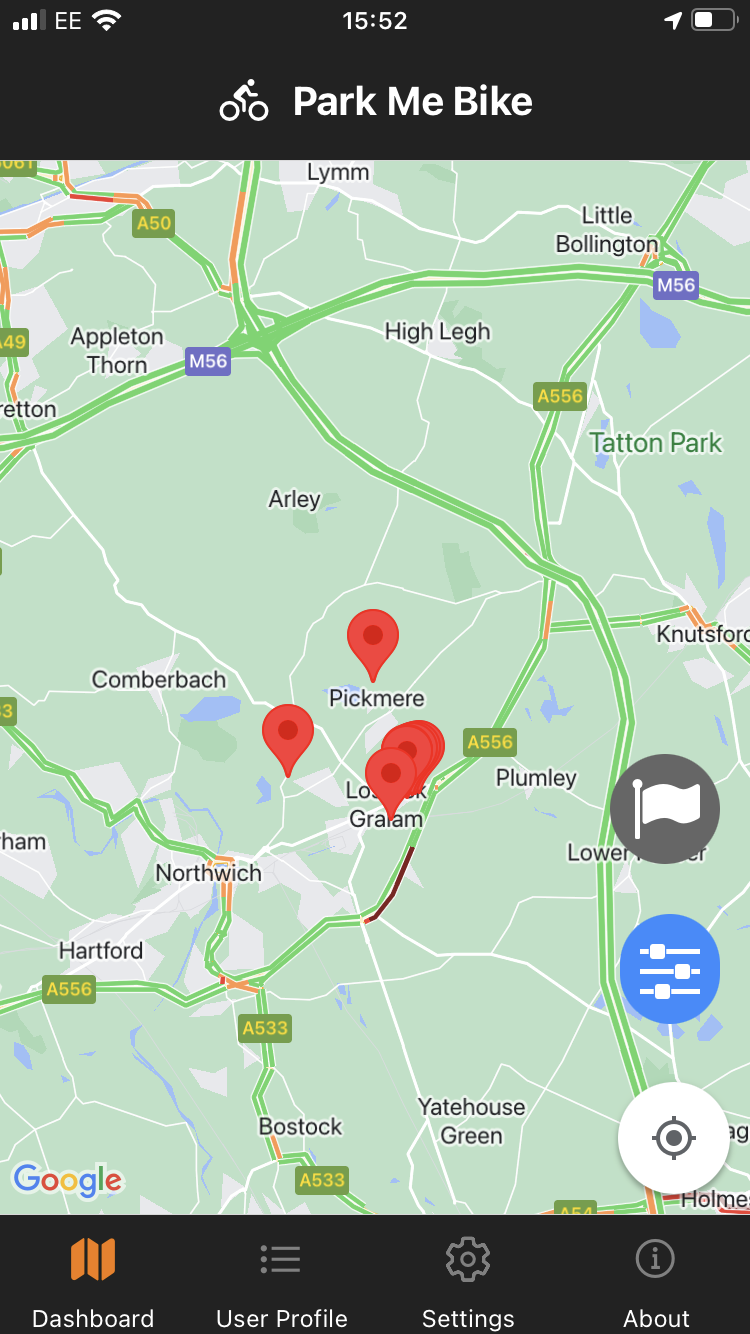 EE
15:52
Park Me Bike
Lymm
A50
Little
Bollington
M56
High Legh
Appleton
Thorn
M56
A49
retton
A556
Tatton Park
Arley
Knutsford
Comberbach
Pickmere
A556
Plumley
Gralam
ham
Lower
Northwich
Hartford
A556
A533
Yatehouse
Green
Bostock
A533
Google
A54
Holmes
Dashboard
User Profile
Settings
About